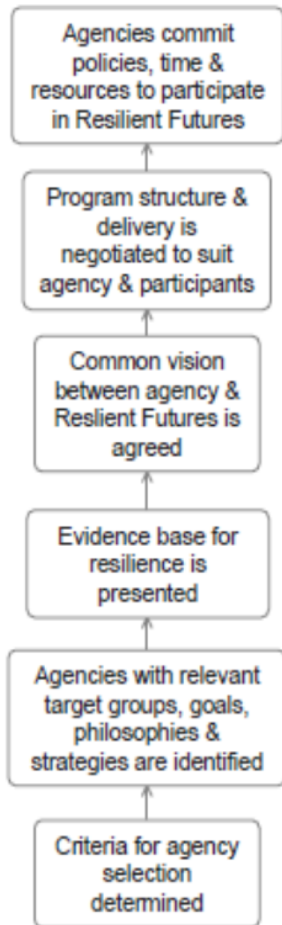 Agencies commit
policies, time &
resources to participate
in Resilient Futures
Program structure &
delivery is
negotiated to suit
agency & participants
Common vision
between agency &
Reslient Futures is
agreed
Evidence base for
resilience is
presented
Agencies with relevant
target groups, goals,
philosophies &
strategies are identified
Criteria for agency
selection
determined